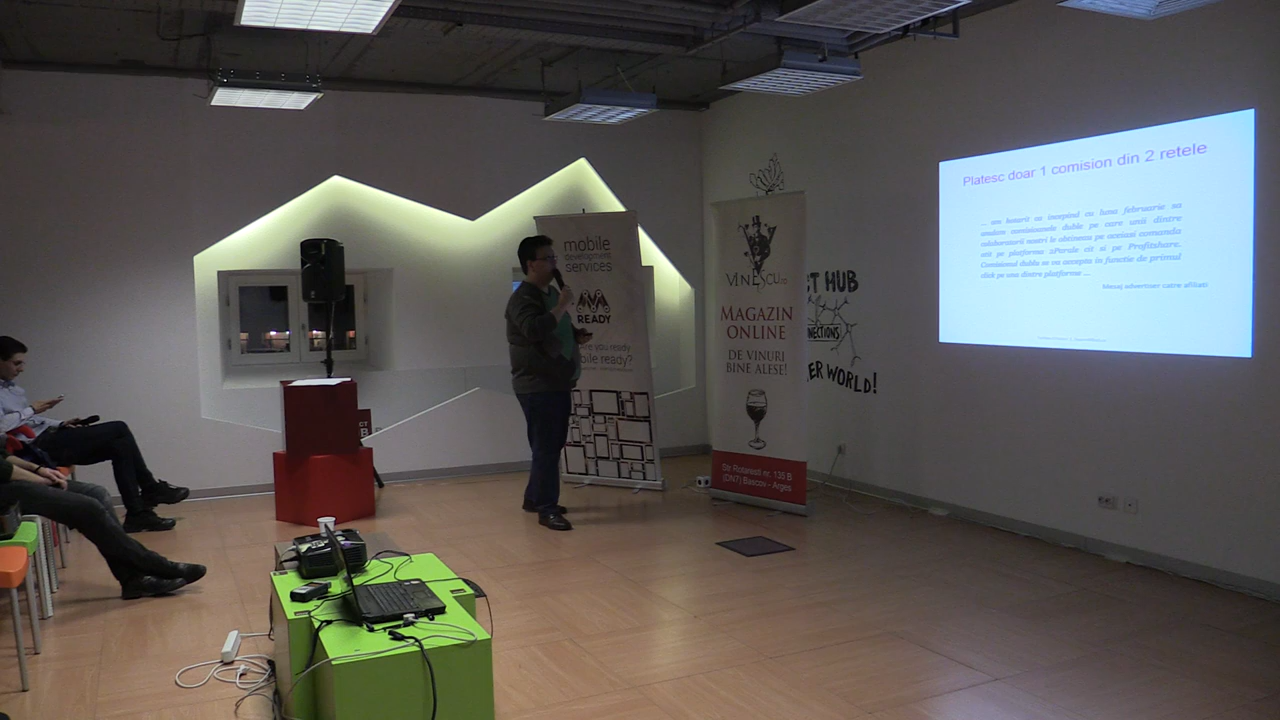 mobile
development
services
READY
are you ready
mobile ready?
VINESCU.ro
MAGAZIN
ONLINE
DE VINURI
BINE ALESE!
Str Rotaresti nr. 135 B
(DN7) Bascov - Arges
CT HUB
CONNECTIONS
ER WORLD!
Platesc doar 1 comision din 2 retele
... am hotarit ca incepind cu luna februarie sa
anulam comisioanele duble pe care unii dintre
colaboratorii nostri le obtineau pe aceiasi comanda
atit pe platforma 2Parale cit si pe Profitshare.
Comisionul dublu se va accepta in functie de primul
click pe una dintre platforme ...
Mesaj advertiser catre afiliati